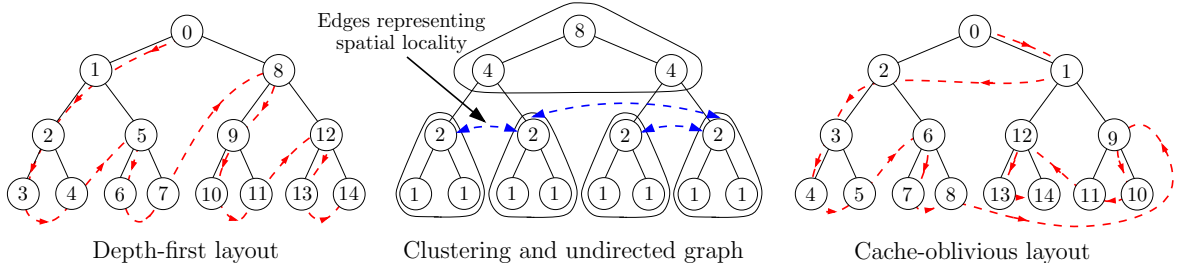 0
1 8
2 5 9 12
3 4 6 7 10 11 13 14
Depth-first layout
Edges representing
spatial locality
8
4 4
2 2 2 2
1 1 1 1 1 1 1 1
Clustering and undirected graph
0
2 1
3 6 12 9
4 5 7 8 13 14 11 10
Cache-oblivious layout